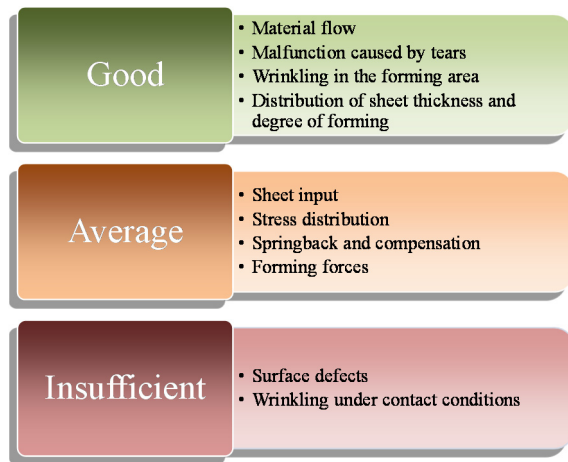 Good
• Material flow
• Malfunction caused by tears
• Wrinkling in the forming area
• Distribution of sheet thickness and
degree of forming
Average
• Sheet input
• Stress distribution
• Springback and compensation
• Forming forces
Insufficient
• Surface defects
• Wrinkling under contact conditions